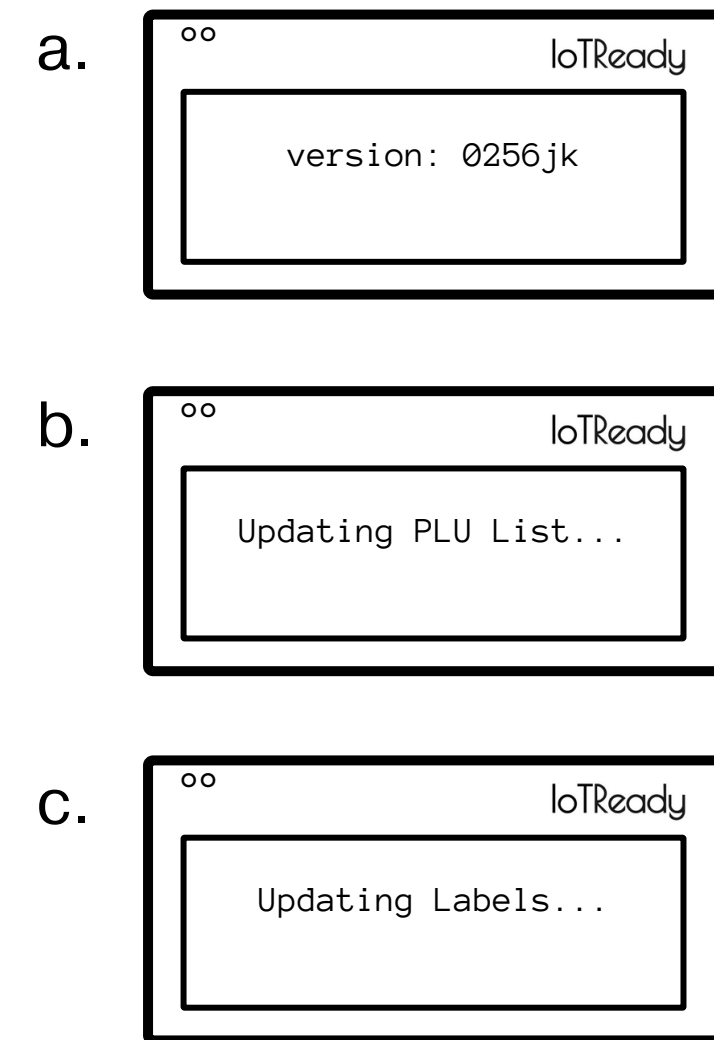 a.
IoTReady
version: 0256jk
b.
IoTReady
Updating PLU List...
c.
IoTReady
Updating Labels...